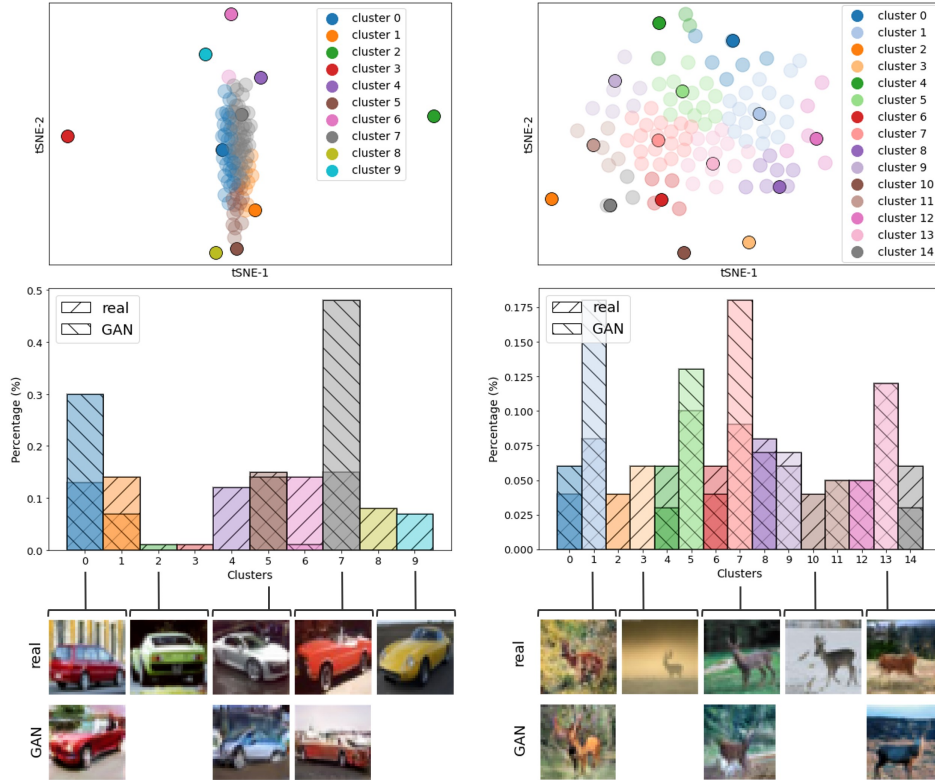 cluster 0
cluster 1
cluster 2
cluster 3
cluster 4
cluster 5
cluster 6
cluster 7
cluster 8
cluster 9
tSNE-2
tSNE-1
cluster 0
cluster 1
cluster 2
cluster 3
cluster 4
cluster 5
cluster 6
cluster 7
cluster 8
cluster 9
cluster 10
cluster 11
cluster 12
cluster 13
cluster 14
tSNE-2
tSNE-1
real
GAN
Percentage (%)
0.5
0.4
0.3
0.2
0.1
0.0
0 1 2 3 4 5 6 7 8 9
Clusters
real
GAN
Percentage (%)
0.175
0.150
0.125
0.100
0.075
0.050
0.025
0.000
0 1 2 3 4 5 6 7 8 9 10 11 12 13 14
Clusters
real
GAN
real
GAN